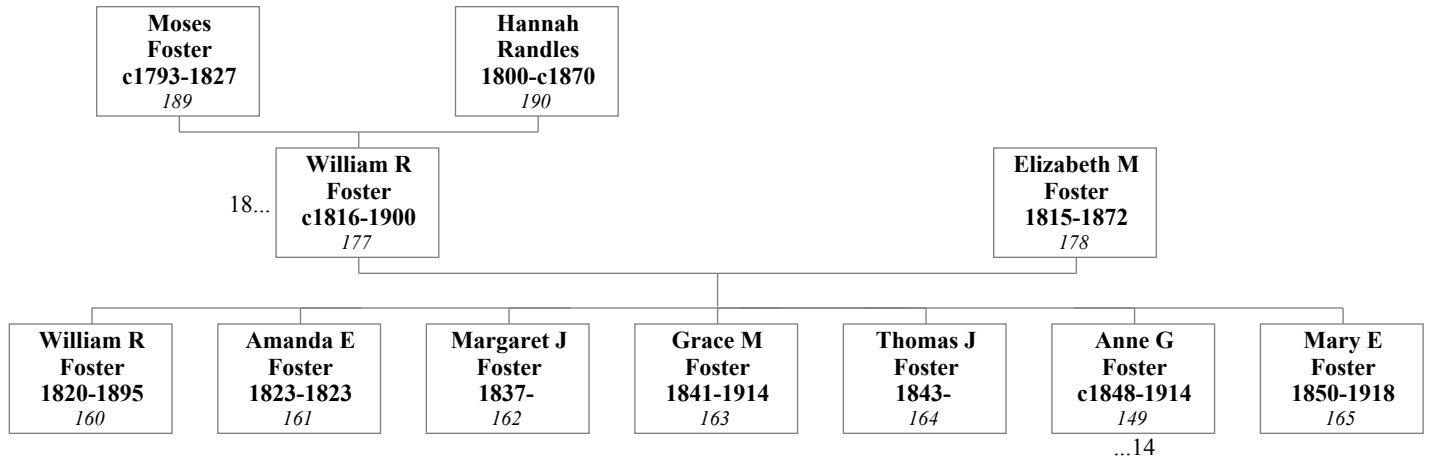 Moses
Foster
c1793-1827
189
Hannah
Randles
1800-c1870
190
18...
William R
Foster
c1816-1900
177
Elizabeth M
Foster
1815-1872
178
William R
Foster
1820-1895
160
Amanda E
Foster
1823-1823
161
Margaret J
Foster
1837-
162
Grace M
Foster
1841-1914
163
Thomas J
Foster
1843-
164
Anne G
Foster
c1848-1914
149
...14
Mary E
Foster
1850-1918
165